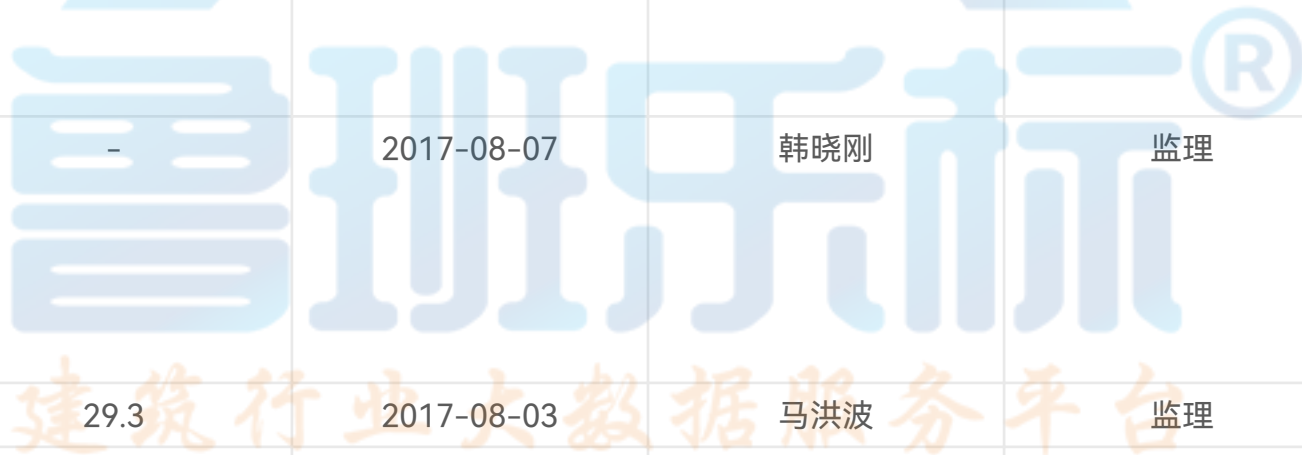 鲁班乐标®
- 2017-08-07 韩晓刚 监理
建筑行业大数据服务平台
29.3 2017-08-03 马洪波 监理